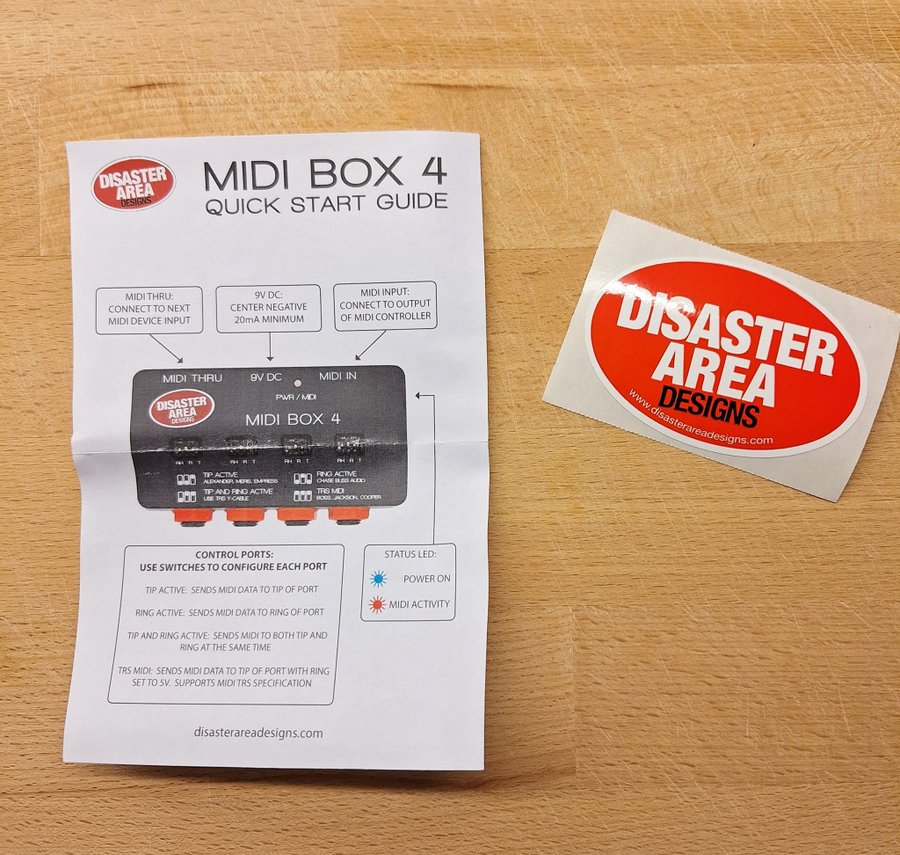 DISASTER
AREA
DESIGNS
MIDI BOX 4
QUICK START GUIDE
MIDI THRU:
CONNECT TO NEXT
MIDI DEVICE INPUT
9V DC:
CENTER NEGATIVE
20mA MINIMUM
MIDI INPUT:
CONNECT TO OUTPUT
OF MIDI CONTROLLER
MIDI THRU 9V DC MIDI IN
PWR / MIDI
DISASTER
AREA
DESIGNS
MIDI BOX 4
RH R T RH R T RH R T RH R T
TIP ACTIVE
ALEXANDER, MERIS, EMPRESS
RING ACTIVE
CHASE BLISS AUDIO
TIP AND RING ACTIVE
USE TRS Y-CABLE
TRS MIDI
BOSS, JACKSON, COOPER
CONTROL PORTS:
USE SWITCHES TO CONFIGURE EACH PORT
TIP ACTIVE: SENDS MIDI DATA TO TIP OF PORT
RING ACTIVE: SENDS MIDI DATA TO RING OF PORT
TIP AND RING ACTIVE: SENDS MIDI TO BOTH TIP AND
RING AT THE SAME TIME
TRS MIDI: SENDS MIDI DATA TO TIP OF PORT WITH RING
SET TO 5V. SUPPORTS MIDI TRS SPECIFICATION
STATUS LED:
POWER ON
MIDI ACTIVITY
disasterareadesigns.com
DISASTER
AREA
DESIGNS
www.disasterareadesigns.com